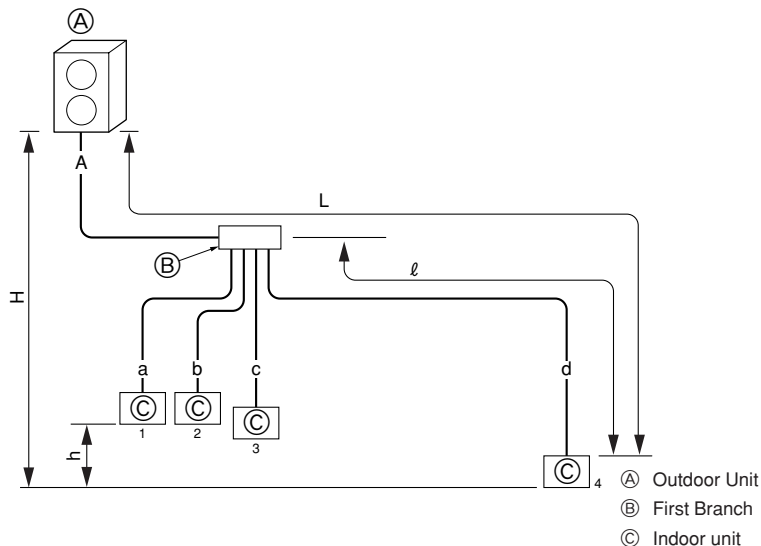 Ⓐ
A
L
Ⓑ
ℓ
H
a
b
c
d
Ⓒ
Ⓒ
Ⓒ
1
2
3
h
Ⓒ
4
Ⓐ Outdoor Unit
Ⓑ First Branch
Ⓒ Indoor unit